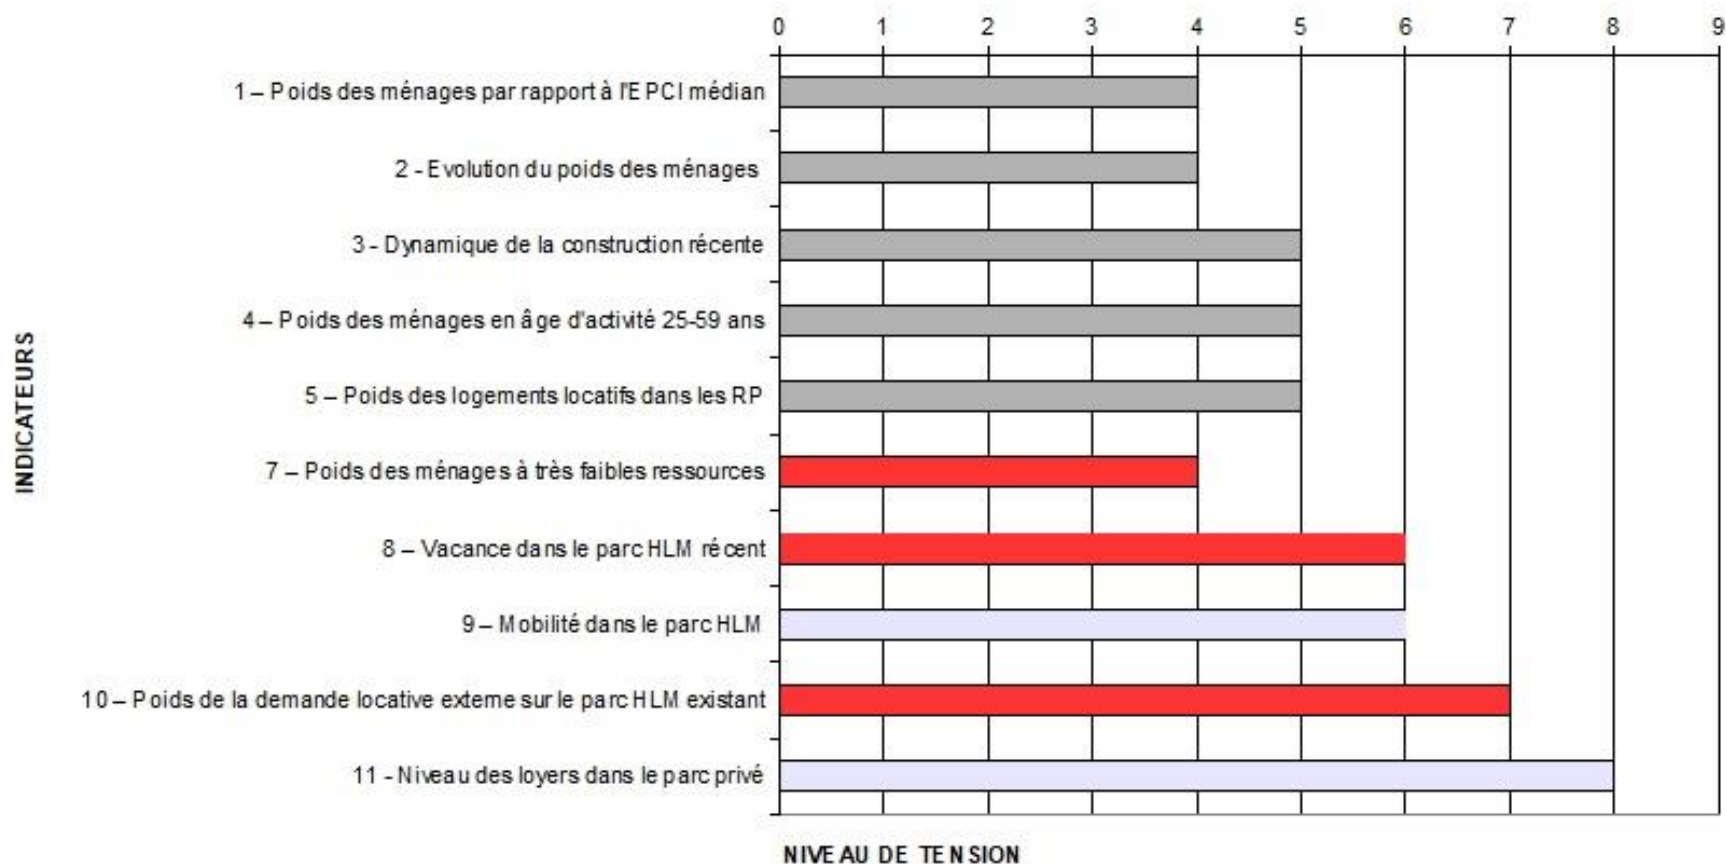 0 1 2 3 4 5 6 7 8 9
1 – Poids des ménages par rapport à l'EPCI médian
2 - Evolution du poids des ménages
3 - Dynamique de la construction récente
4 – Poids des ménages en âge d'activité 25-59 ans
5 – Poids des logements locatifs dans les RP
7 – Poids des ménages à très faibles ressources
8 – Vacance dans le parc HLM récent
9 – Mobilité dans le parc HLM
10 – Poids de la demande locative externe sur le parc HLM existant
11 - Niveau des loyers dans le parc privé
INDICATEURS
NIVEAU DE TENSION